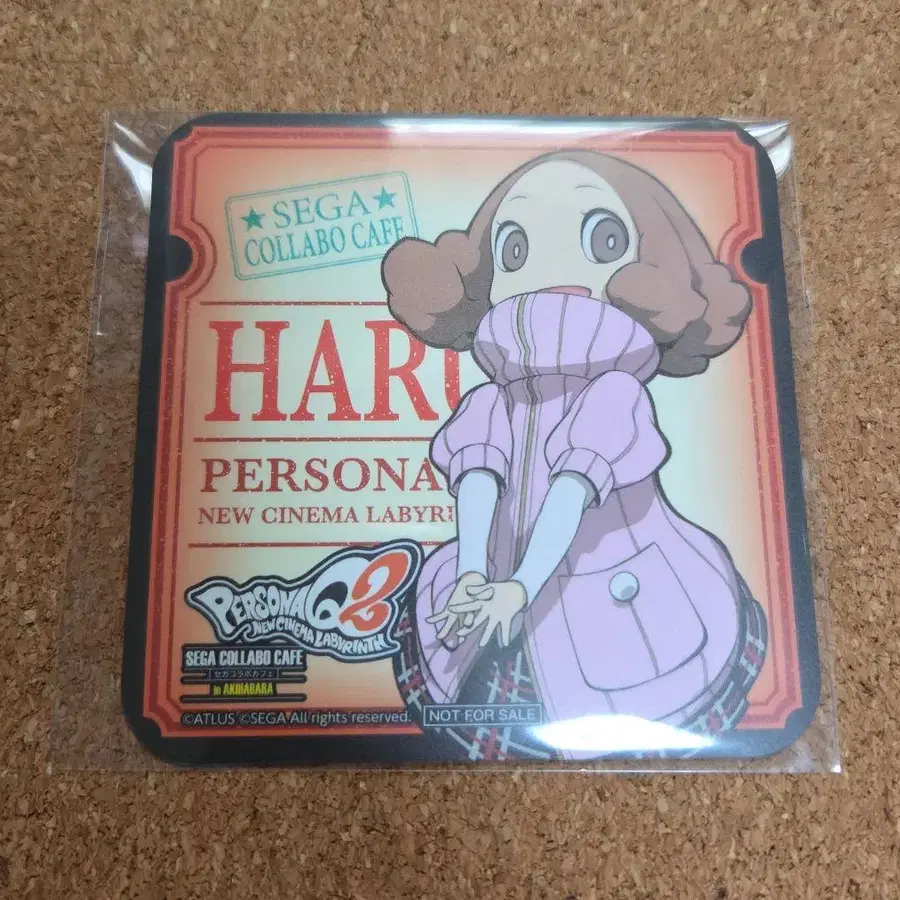 ★ SEGA ★
COLLABO CAFE
HARU
PERSONA
NEW CINEMA LABYRI
PERSONA Q2
NEW CINEMA LABYRINTH
SEGA COLLABO CAFE
セガコラボカフェ
in AKIHABARA
©ATLUS ©SEGA All rights reserved.
NOT FOR SALE